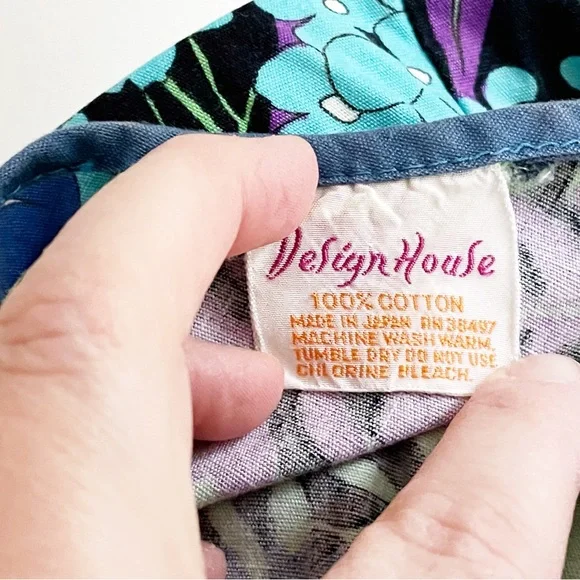 Design House
100% COTTON
MADE IN JAPAN RN 38497
MACHINE WASH WARM,
TUMBLE DRY DO NOT USE
CHLORINE BLEACH.